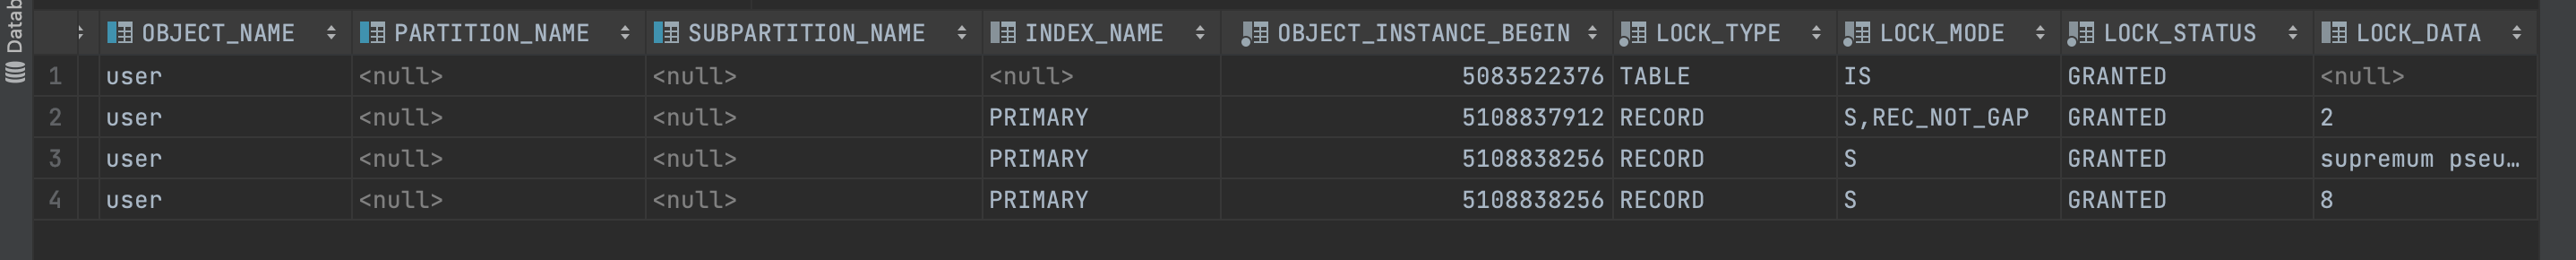 Datab
OBJECT_NAME PARTITION_NAME SUBPARTITION_NAME INDEX_NAME OBJECT_INSTANCE_BEGIN LOCK_TYPE LOCK_MODE LOCK_STATUS LOCK_DATA
1 user <null> <null> <null> 5083522376 TABLE IS GRANTED <null>
2 user <null> <null> PRIMARY 5108837912 RECORD S,REC_NOT_GAP GRANTED 2
3 user <null> <null> PRIMARY 5108838256 RECORD S GRANTED supremum pseu…
4 user <null> <null> PRIMARY 5108838256 RECORD S GRANTED 8